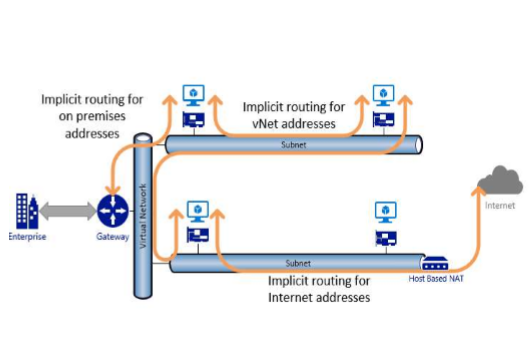 Implicit routing for
on premises
addresses
Implicit routing for
vNet addresses
Subnet
Internet
Enterprise
Gateway
Virtual Network
Subnet
Host Based NAT
Implicit routing for
Internet addresses